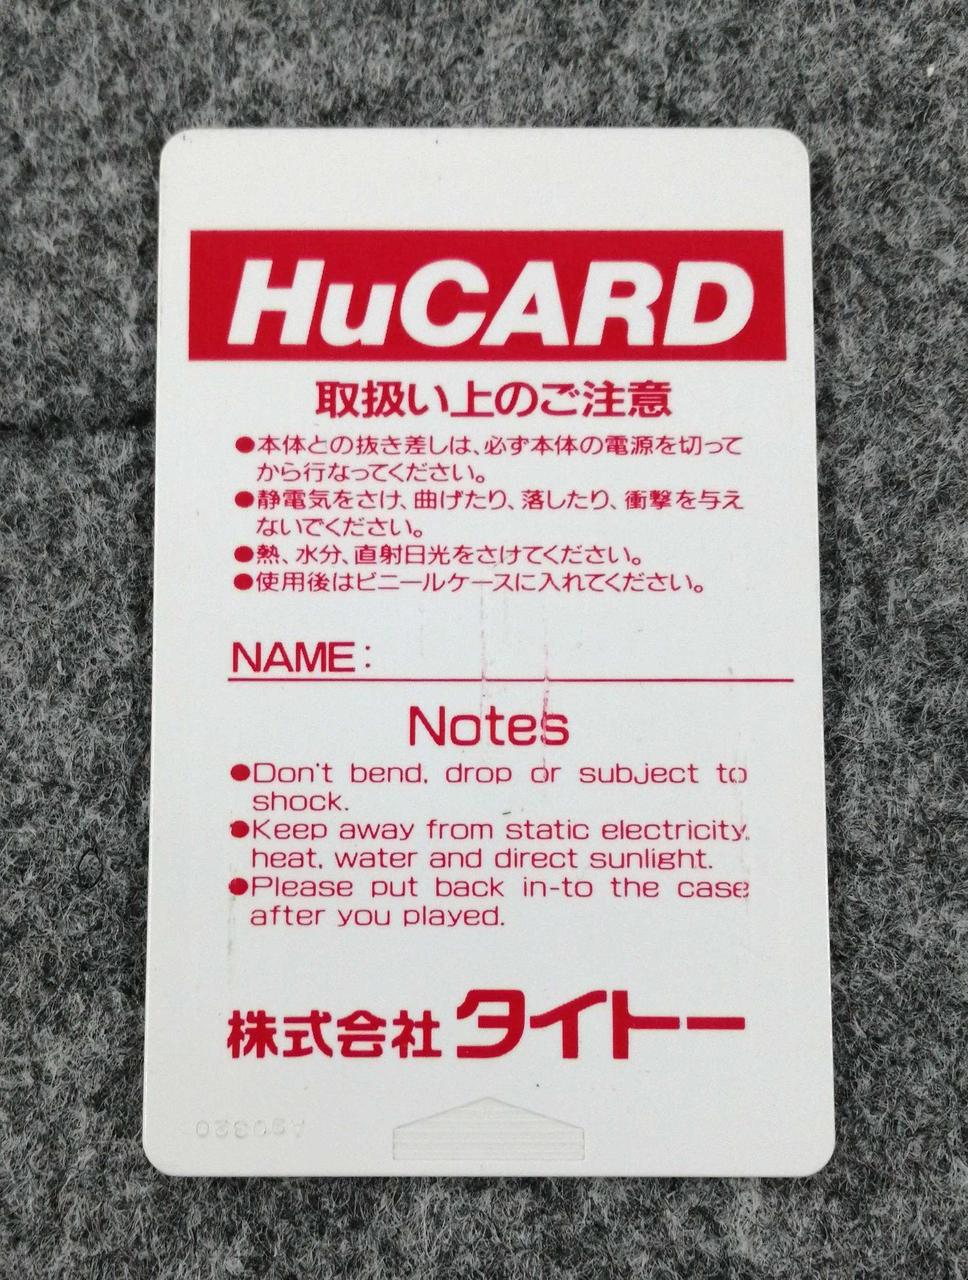 HuCARD
取扱い上のご注意
●本体との抜き差しは、必ず本体の電源を切って
から行なってください。
●静電気をさけ、曲げたり、落したり、衝撃を与え
ないでください。
●熱、水分、直射日光をさけてください。
●使用後はビニールケースに入れてください。
NAME:
Notes
●Don't bend, drop or subject to
shock.
●Keep away from static electricity,
heat, water and direct sunlight.
●Please put back in-to the case
after you played.
株式会社タイトー